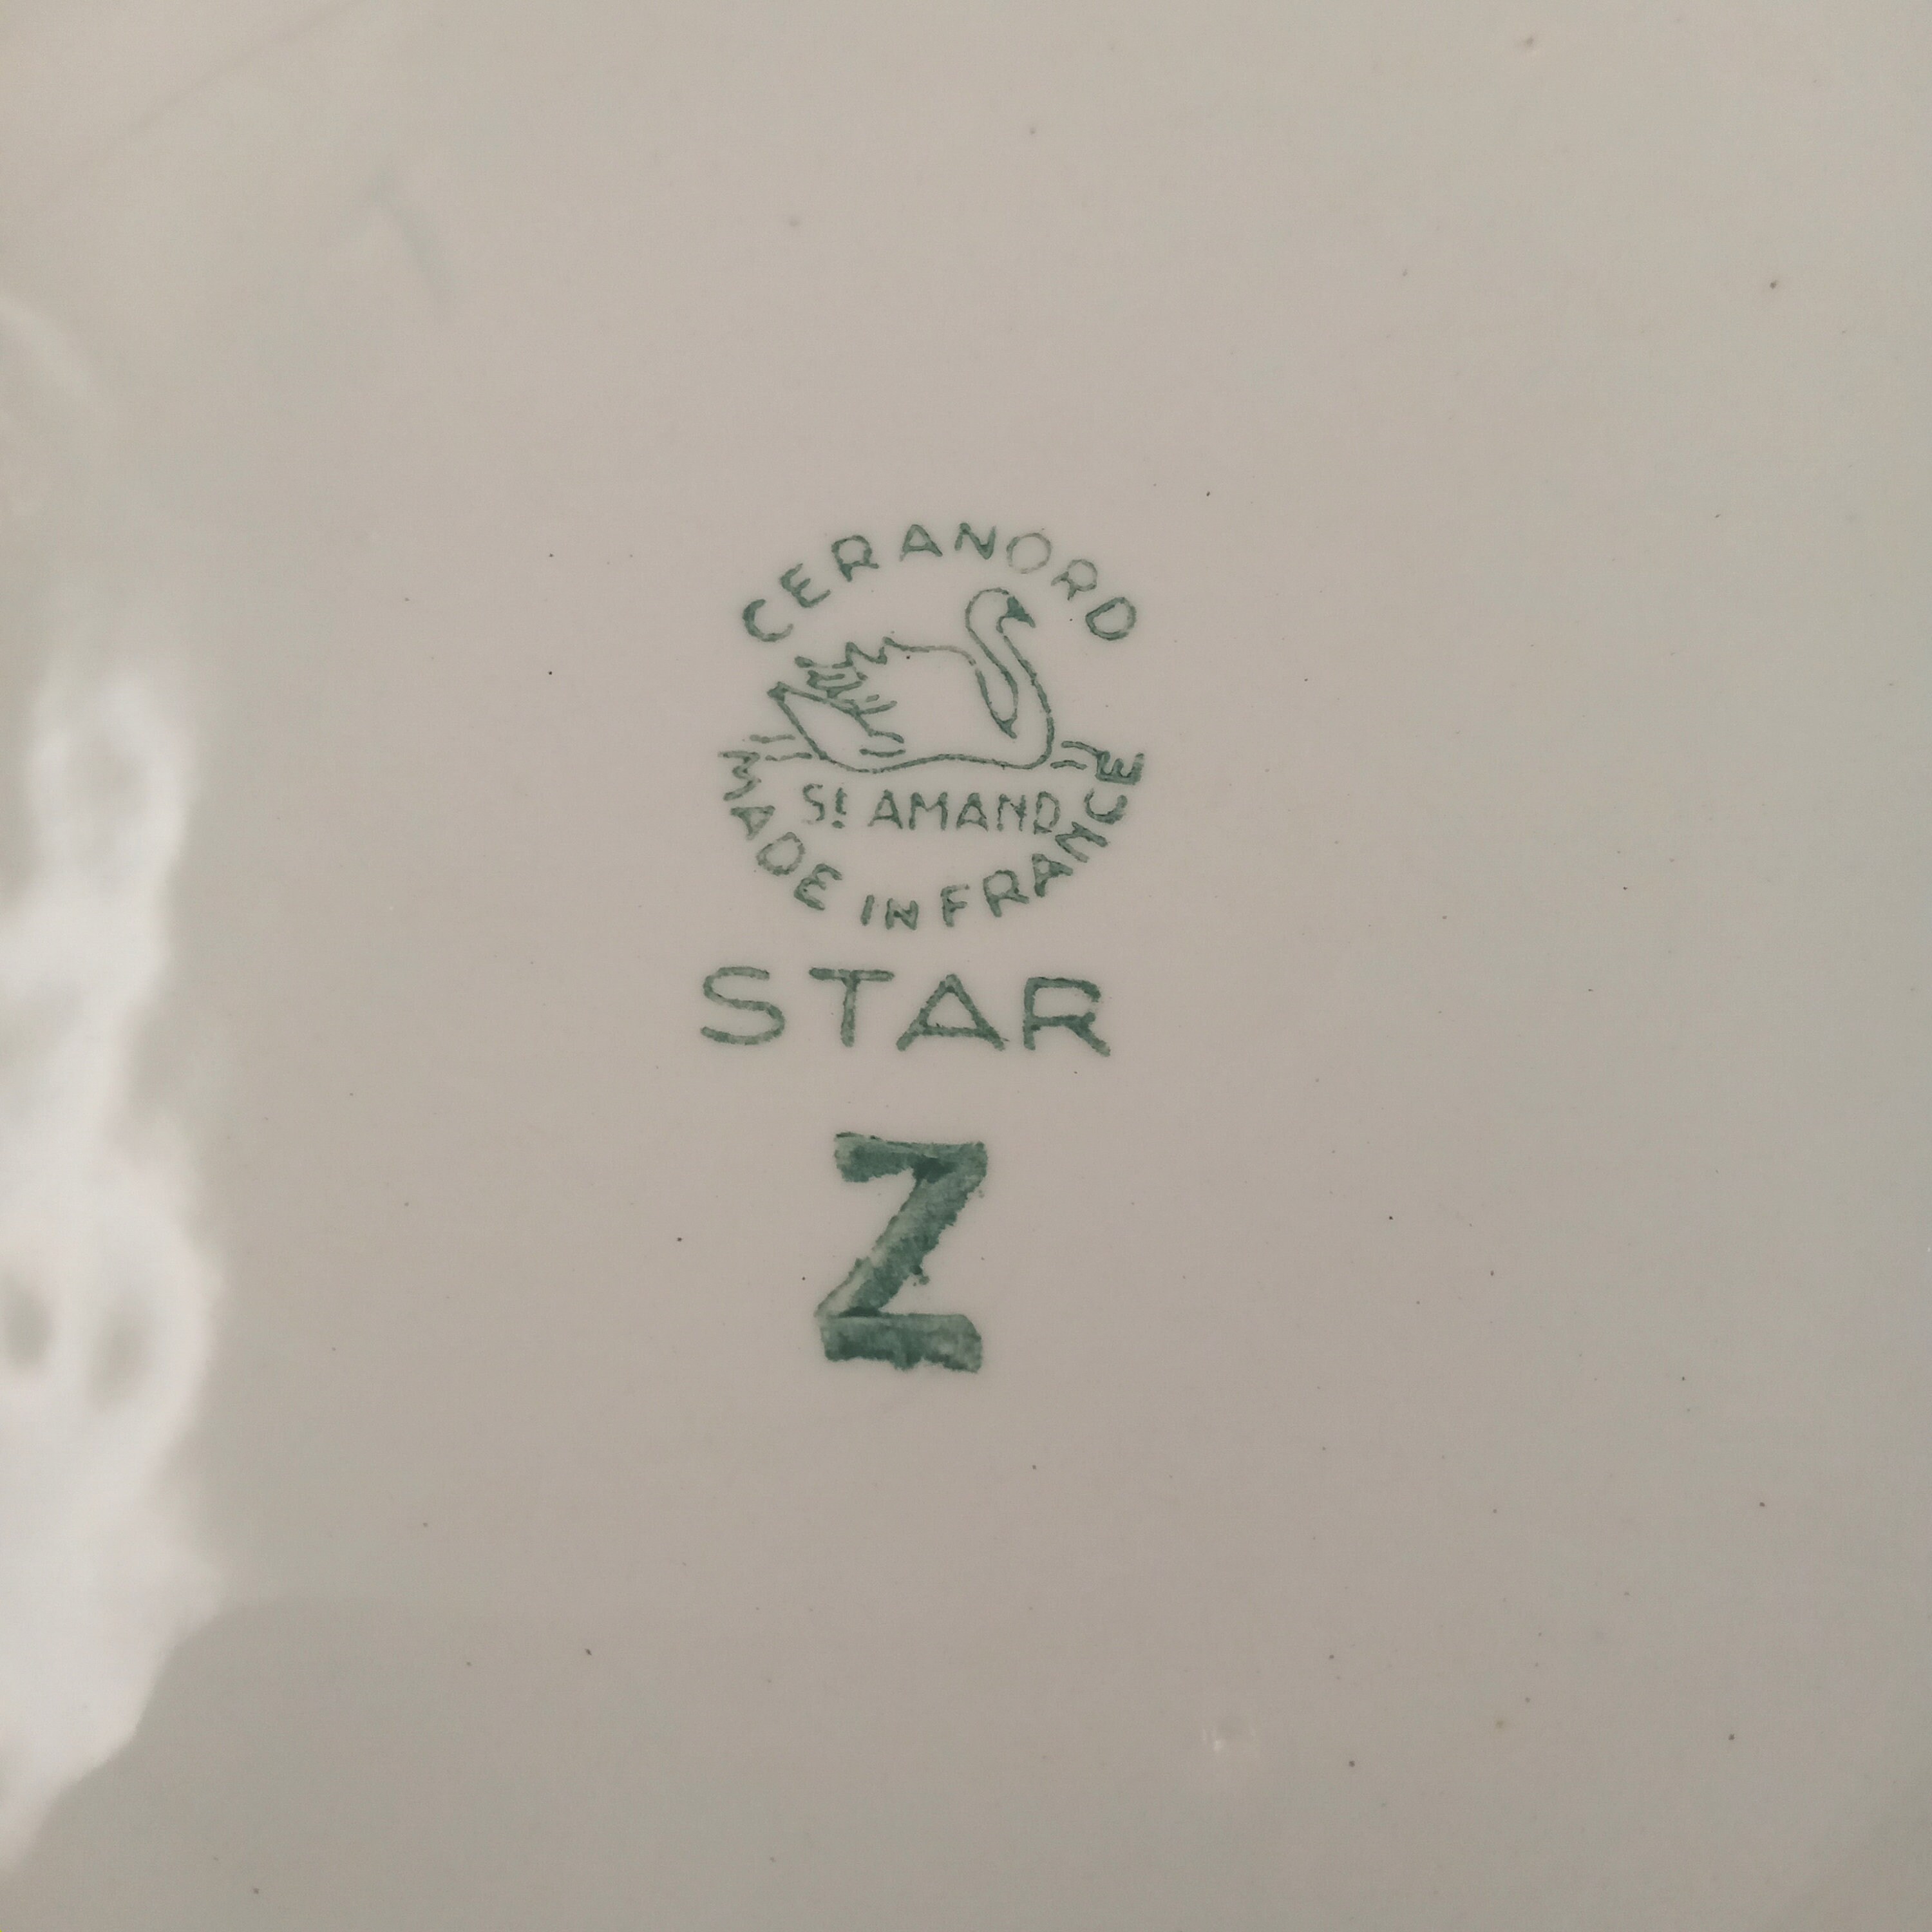 CERANORD
St AMAND
MADE IN FRANCE
STAR
Z